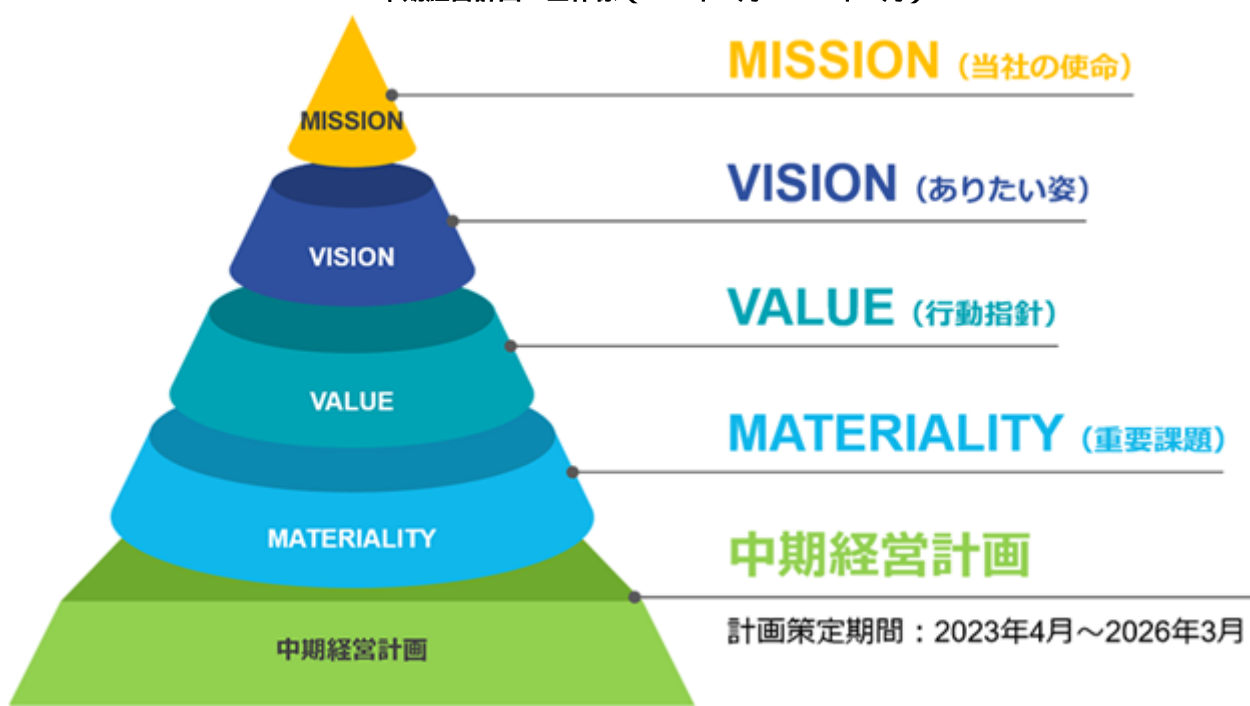 MISSION
MISSION (当社の使命)
VISION
VISION (ありたい姿)
VALUE
VALUE (行動指針)
MATERIALITY
MATERIALITY (重要課題)
中期経営計画
中期経営計画
計画策定期間：2023年4月～2026年3月